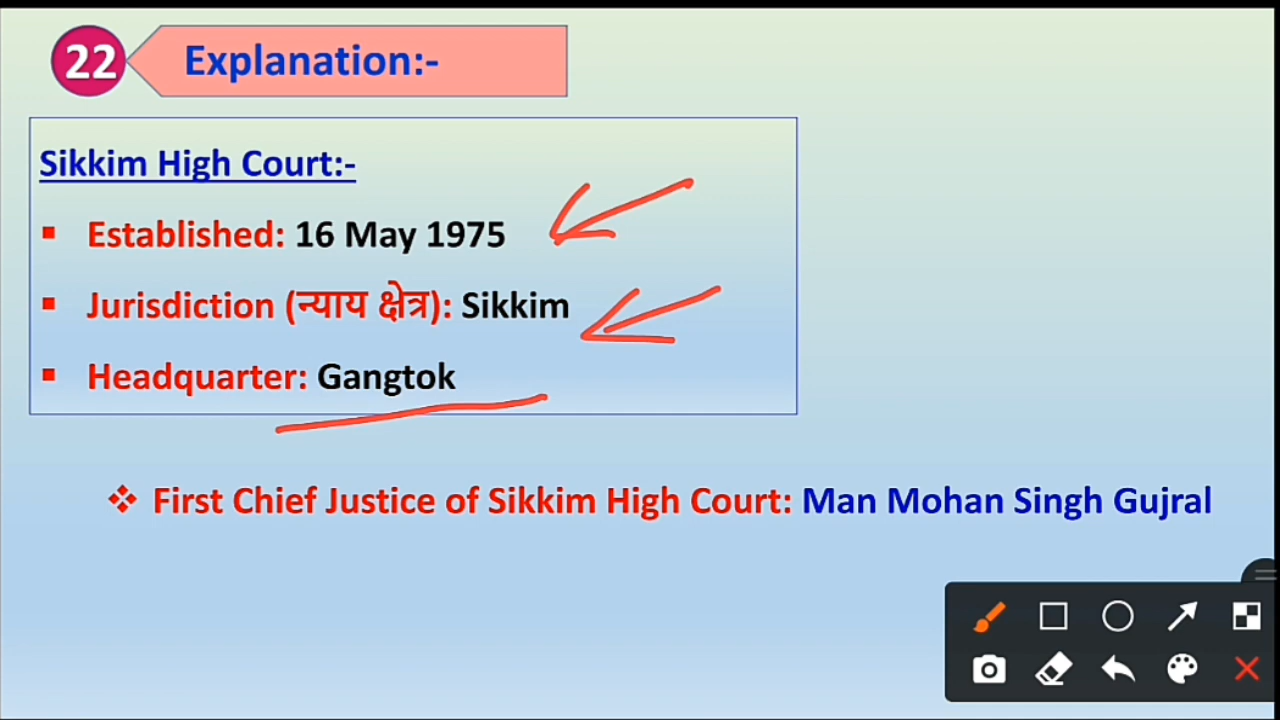 22
Explanation:-
Sikkim High Court:-
▪ Established: 16 May 1975
▪ Jurisdiction (न्याय क्षेत्र): Sikkim
▪ Headquarter: Gangtok
❖ First Chief Justice of Sikkim High Court: Man Mohan Singh Gujral